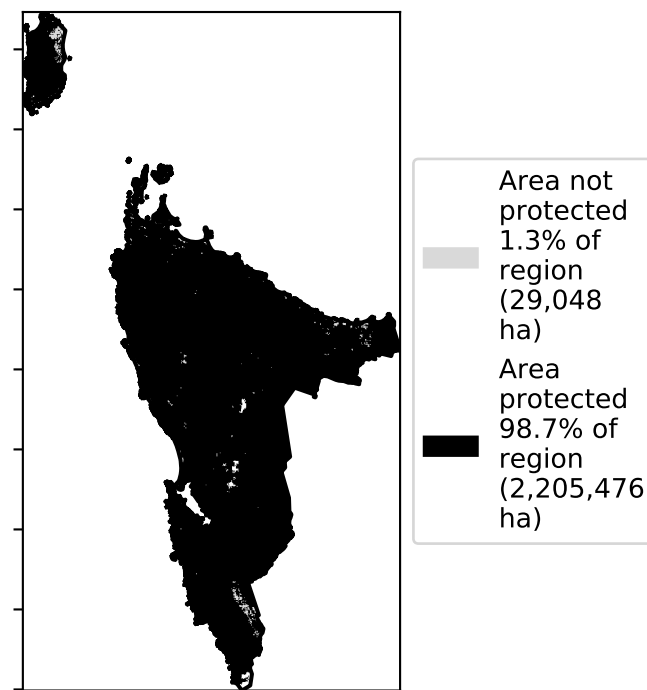 Area not
protected
1.3% of
region
(29,048
ha)
Area
protected
98.7% of
region
(2,205,476
ha)